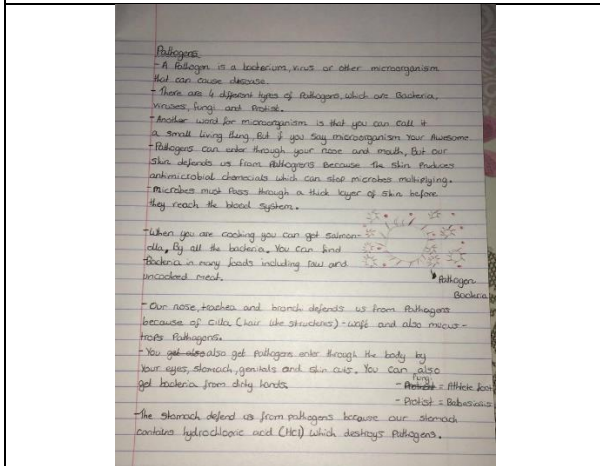 Pathogens
- A Pathogen is a bacterium, virus or other microorganism
that can cause disease.
- There are 4 different types of Pathogens, which are Bacteria,
viruses, fungi and Protist.
- Another word for microorganism is that you can call it
a small living thing, But if you say microorganism Your Awesome
- Pathogens can enter through your nose and mouth, But our
Skin defends us from Pathogens Because The skin Produces
antimicrobial chemicials which can stop microbes multiplying.
- microbes must Pass through a thick layer of skin before
they reach the blood system.
- When you are cooking you can get salmon-
ella, By all the bacteria. You can find
Bacteria in many foods including raw and
uncooked meat.
Pathogen
Bacteria
- Our nose, trachea and bronchi defends us from Pathogens
because of cilla (hair like structures) - waft and also mucus -
traps Pathogens.
- You get also also get Pathogens enter through the body by
Your eyes, stomach, genitals and skin cuts. You can also
get bacteria from dirty hands.
Fungi
- Protist = Athlete foot
- Protist = Babesiosis
The stomach defend us from pathogens because our stomach
contains hydrochloric acid (HCl) which destroys Pathogens.